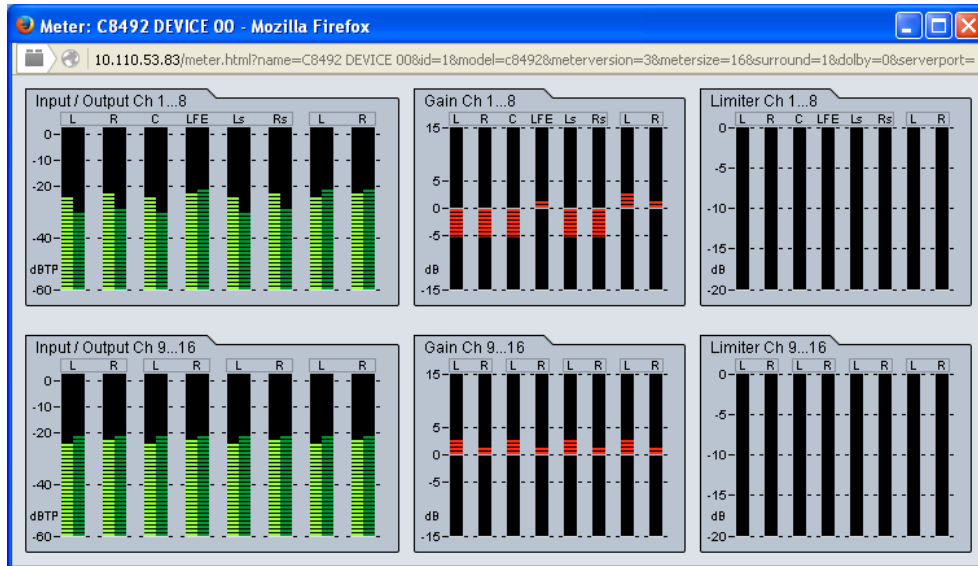 Meter: C8492 DEVICE 00 - Mozilla Firefox
10.110.53.83/meter.html?name=C8492 DEVICE 00&id=1&model=c8492&meterversion=3&metersize=16&surround=1&dolby=0&serverport=
Input / Output Ch 1...8
L R C LFE Ls Rs L R
0
-10
-20
-40
dBTP
-60
Gain Ch 1...8
L R C LFE Ls Rs L R
15
5
0
-5
dB
-15
Limiter Ch 1...8
L R C LFE Ls Rs L R
0
-5
-10
-15
dB
-20
Input / Output Ch 9...16
L R L R L R L R
0
-10
-20
-40
dBTP
-60
Gain Ch 9...16
L R L R L R L R
15
5
0
-5
dB
-15
Limiter Ch 9...16
L R L R L R L R
0
-5
-10
-15
dB
-20